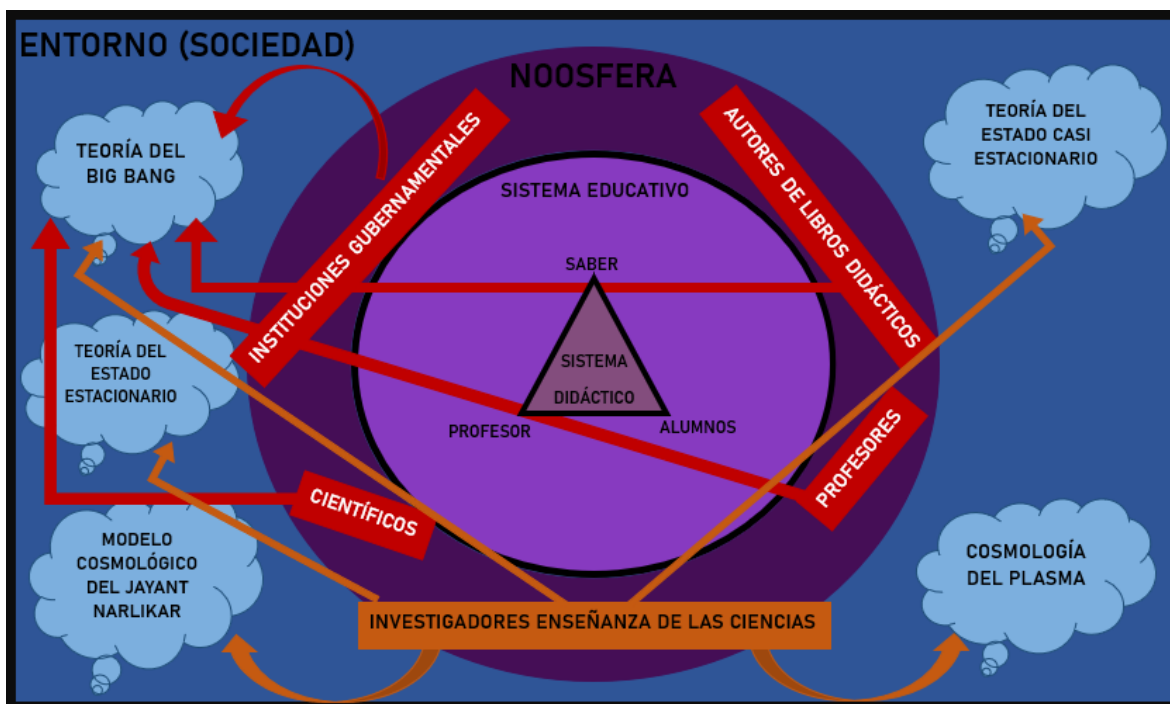 ENTORNO (SOCIEDAD)
NOOSFERA
TEORÍA DEL
BIG BANG
INSTITUCIONES GUBERNAMENTALES
AUTORES DE LIBROS DIDÁCTICOS
TEORÍA DEL
ESTADO CASI
ESTACIONARIO
SISTEMA EDUCATIVO
SABER
SISTEMA
DIDÁCTICO
PROFESOR
ALUMNOS
TEORÍA DEL
ESTADO
ESTACIONARIO
PROFESORES
CIENTÍFICOS
MODELO
COSMOLÓGICO
DEL JAYANT
NARLIKAR
COSMOLOGÍA
DEL PLASMA
INVESTIGADORES ENSEÑANZA DE LAS CIENCIAS